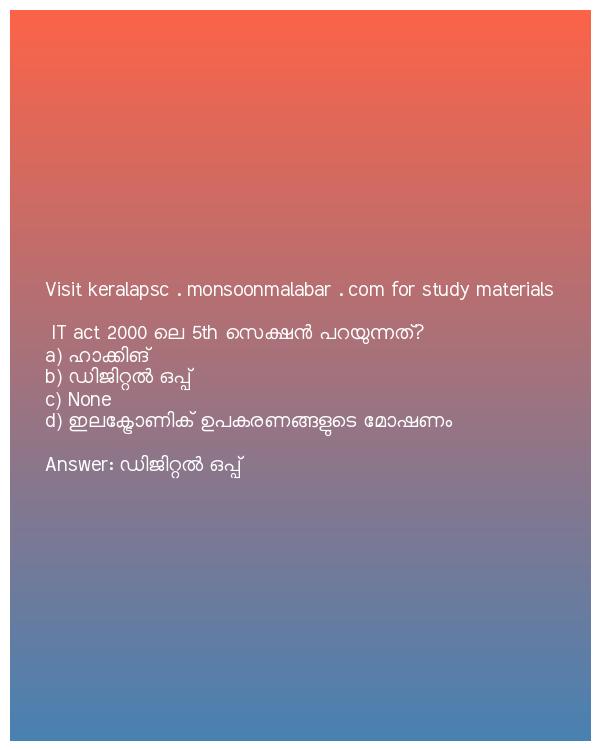 Visit keralapsc . monsoonmalabar . com for study materials
IT act 2000 ലെ 5th സെക്ഷൻ പറയുന്നത്?
a) ഹാക്കിങ്
b) ഡിജിറ്റൽ ഒപ്പ്
c) None
d) ഇലക്ട്രോണിക് ഉപകരണങ്ങളുടെ മോഷണം
Answer: ഡിജിറ്റൽ ഒപ്പ്